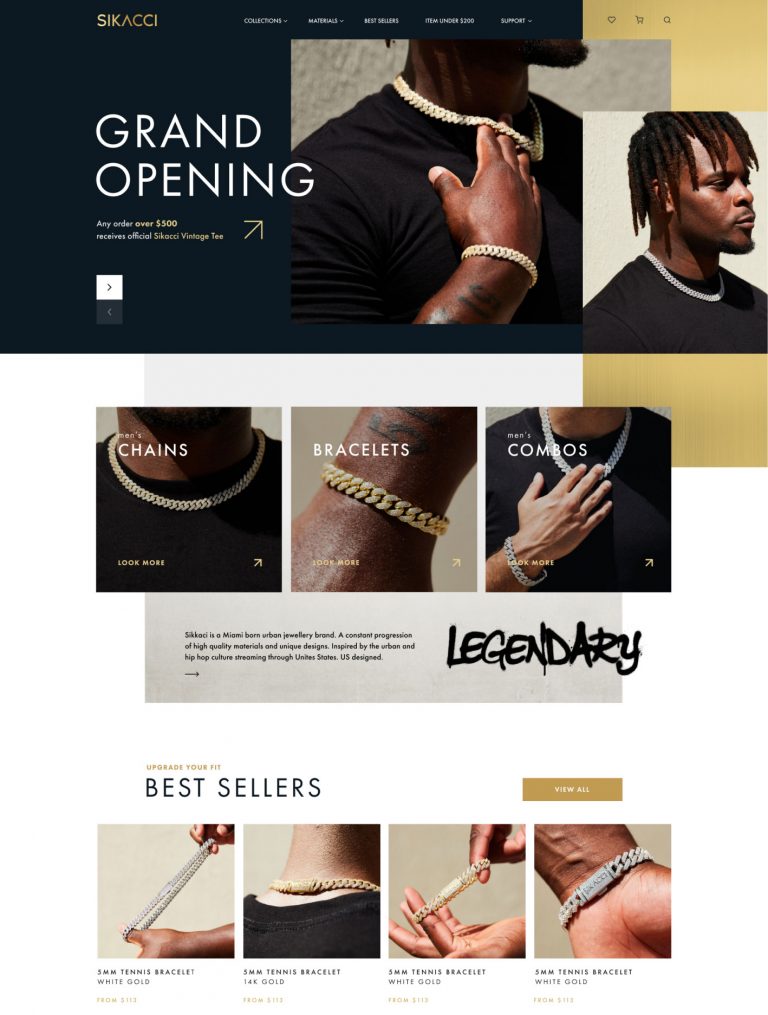 SIKACCI
COLLECTIONS
MATERIALS
BEST SELLERS
ITEM UNDER $200
SUPPORT
GRAND
OPENING
Any order over $500
receives official Sikacci Vintage Tee
men's
CHAINS
LOOK MORE
BRACELETS
LOOK MORE
men's
COMBOS
LOOK MORE
Sikkaci is a Miami born urban jewellery brand. A constant progression
of high quality materials and unique designs. Inspired by the urban and
hip hop culture streaming through Unites States. US designed.
LEGENDARY
UPGRADE YOUR FIT
BEST SELLERS
VIEW ALL
SIKACCI
5MM TENNIS BRACELET
WHITE GOLD
FROM $113
5MM TENNIS BRACELET
14K GOLD
FROM $113
5MM TENNIS BRACELET
WHITE GOLD
FROM $113
5MM TENNIS BRACELET
WHITE GOLD
FROM $113